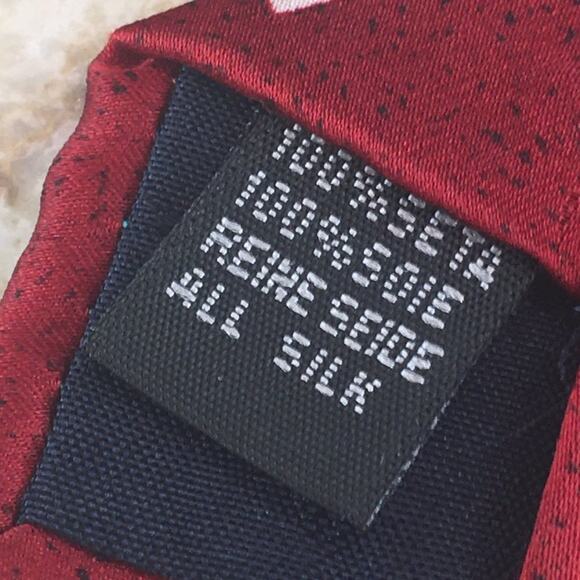 100%SETA
100%SOIE
REINE SEIDE
ALL SILK